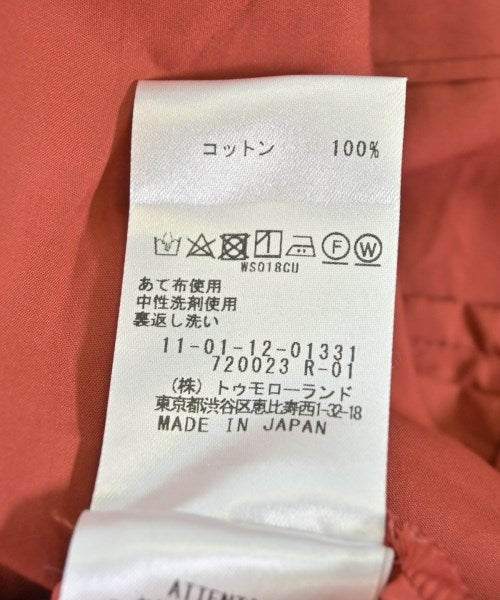 コットン 100%
F W
WS018CU
あて布使用
中性洗剤使用
裏返し洗い
11-01-12-01331
720023 R-01
(株)トゥモローランド
東京都渋谷区恵比寿西1-32-18
MADE IN JAPAN